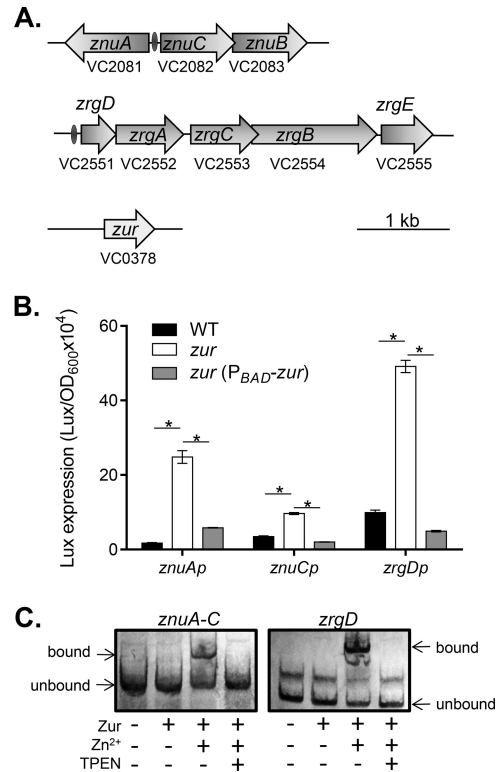 A.
znuA znuC znuB
VC2081 VC2082 VC2083
zrgD zrgE
zrgA zrgC zrgB
VC2551 VC2552 VC2553 VC2554 VC2555
zur 1 kb
VC0378
B.
Lux expression (Lux/OD600x10^4)
60
40
20
0
WT
zur
zur (PBAD-zur)
* * * * * *
znuAp znuCp zrgDp
C.
znuA-C zrgD
bound bound
unbound unbound
Zur - + + + - + + +
Zn2+ - - + + - - + +
TPEN - - - + - - - +